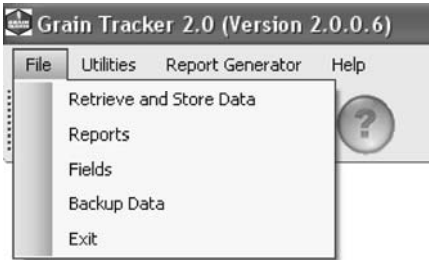 Grain Tracker 2.0 (Version 2.0.0.6)
File Utilities Report Generator Help
Retrieve and Store Data
Reports
?
Fields
Backup Data
Exit